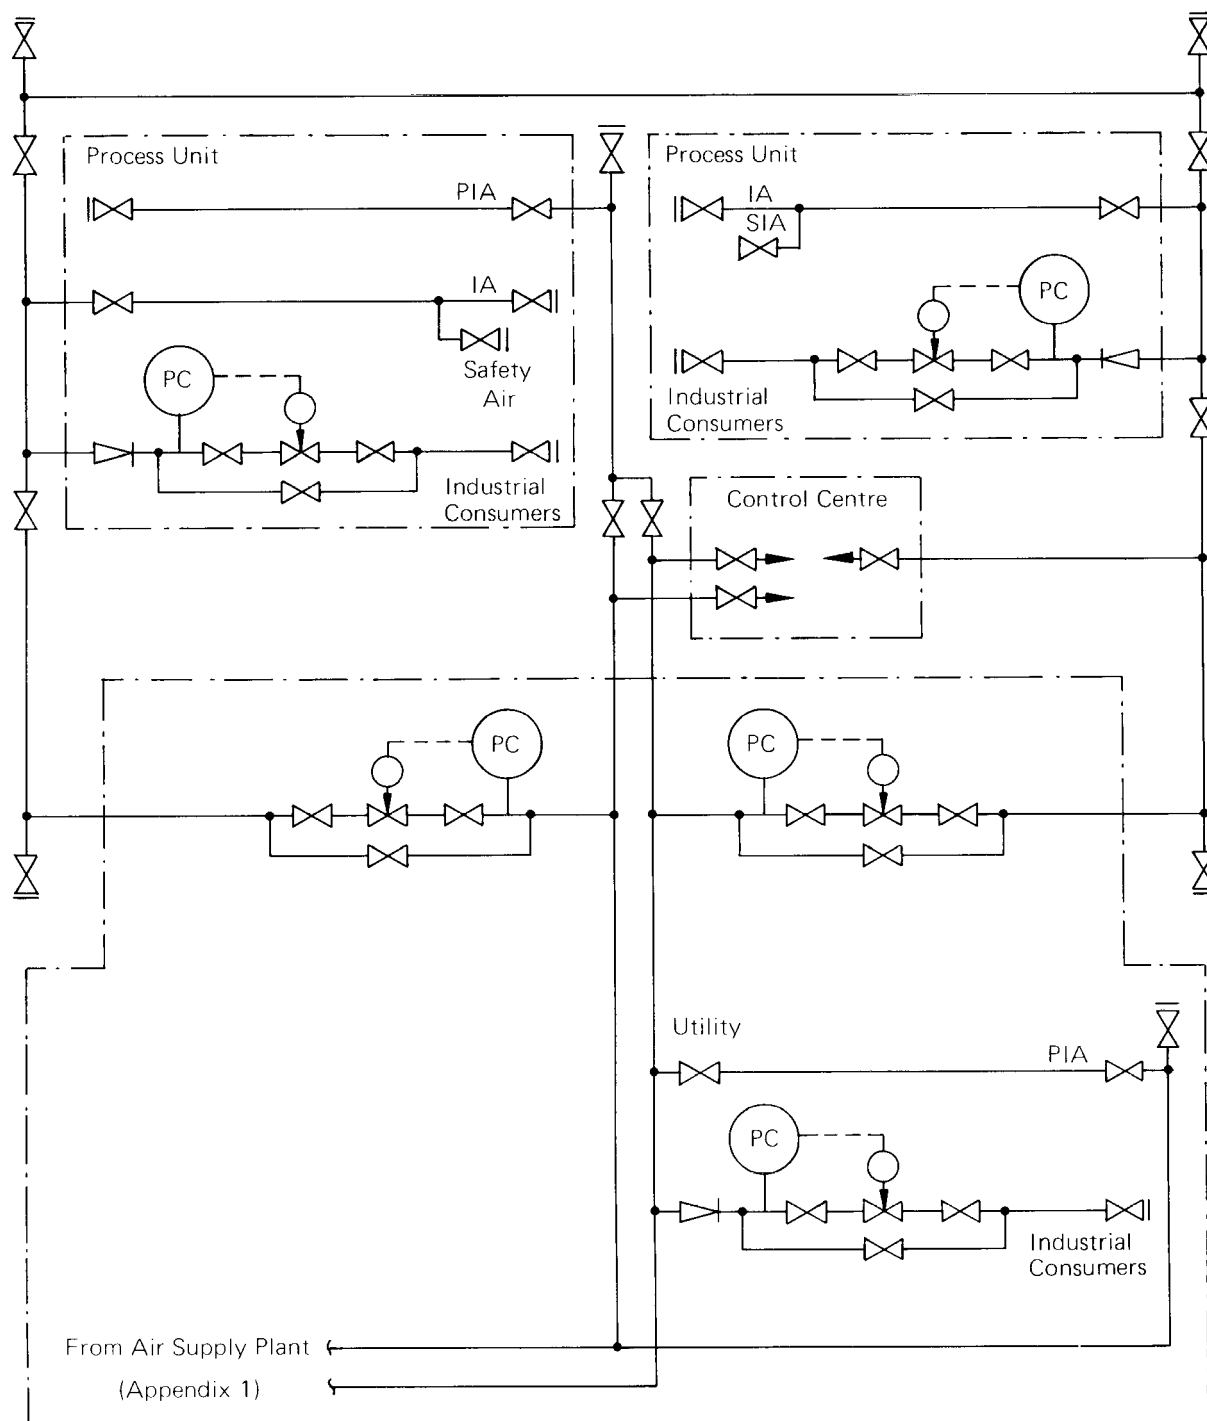 Process Unit
PIA
IA
Safety
Air
PC
Industrial
Consumers
Process Unit
IA
SIA
PC
Industrial
Consumers
Control Centre
PC
PC
Utility
PIA
PC
Industrial
Consumers
From Air Supply Plant
(Appendix 1)